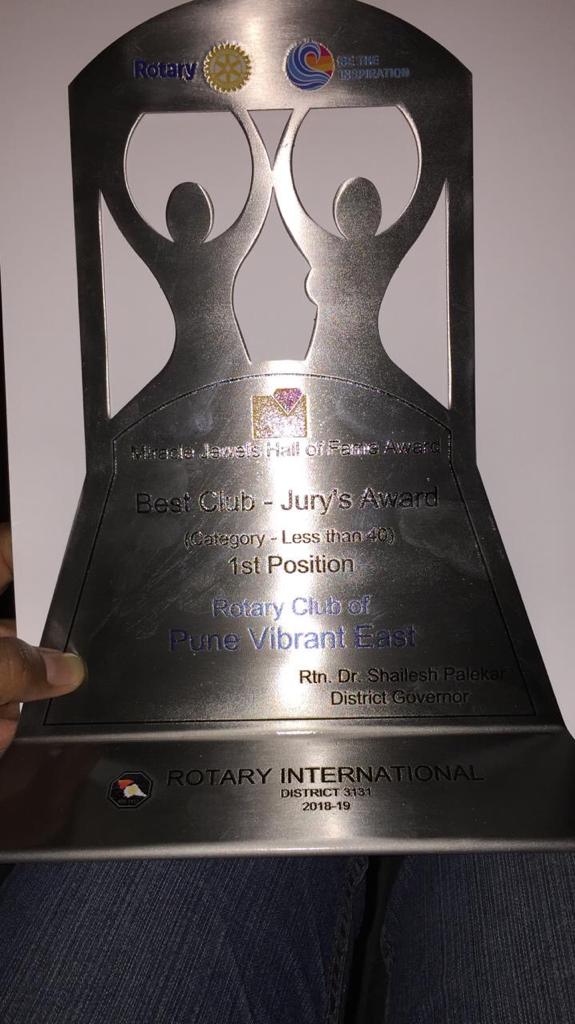 Rotary
BE THE
INSPIRATION
Miracle Jewels Hall of Fame Award
Best Club - Jury's Award
(Category - Less than 40)
1st Position
Rotary Club of
Pune Vibrant East
Rtn. Dr. Shailesh Palekar
District Governor
ROTARY INTERNATIONAL
DISTRICT 3131
2018-19